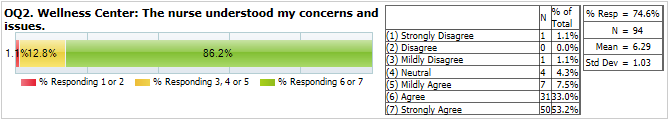 OQ2. Wellness Center: The nurse understood my concerns and
issues.
1.1% 12.8% 86.2%
% Responding 1 or 2 % Responding 3, 4 or 5 % Responding 6 or 7
N % of Total
(1) Strongly Disagree 1 1.1%
(2) Disagree 0 0.0%
(3) Mildly Disagree 1 1.1%
(4) Neutral 4 4.3%
(5) Mildly Agree 7 7.5%
(6) Agree 31 33.0%
(7) Strongly Agree 50 53.2%
% Resp = 74.6%
N = 94
Mean = 6.29
Std Dev = 1.03